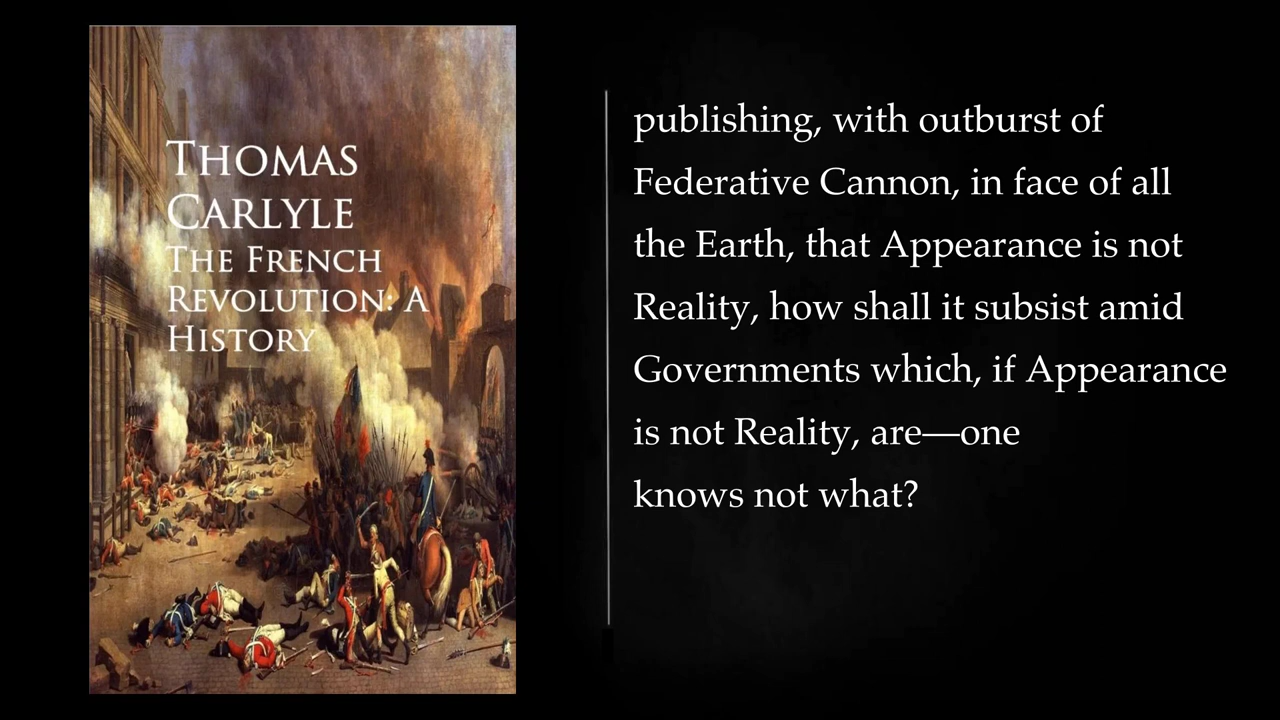 THOMAS
CARLYLE
THE FRENCH
REVOLUTION: A
HISTORY
publishing, with outburst of
Federative Cannon, in face of all
the Earth, that Appearance is not
Reality, how shall it subsist amid
Governments which, if Appearance
is not Reality, are—one
knows not what?